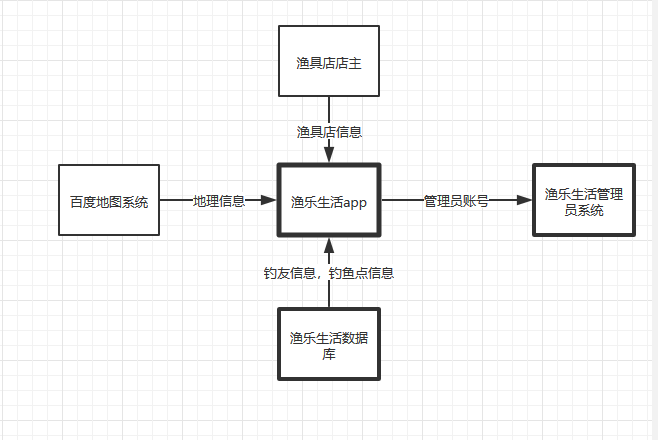 渔具店店主
渔具店信息
百度地图系统
地理信息
渔乐生活app
管理员账号
渔乐生活管理
员系统
钓友信息，钓鱼点信息
渔乐生活数据
库